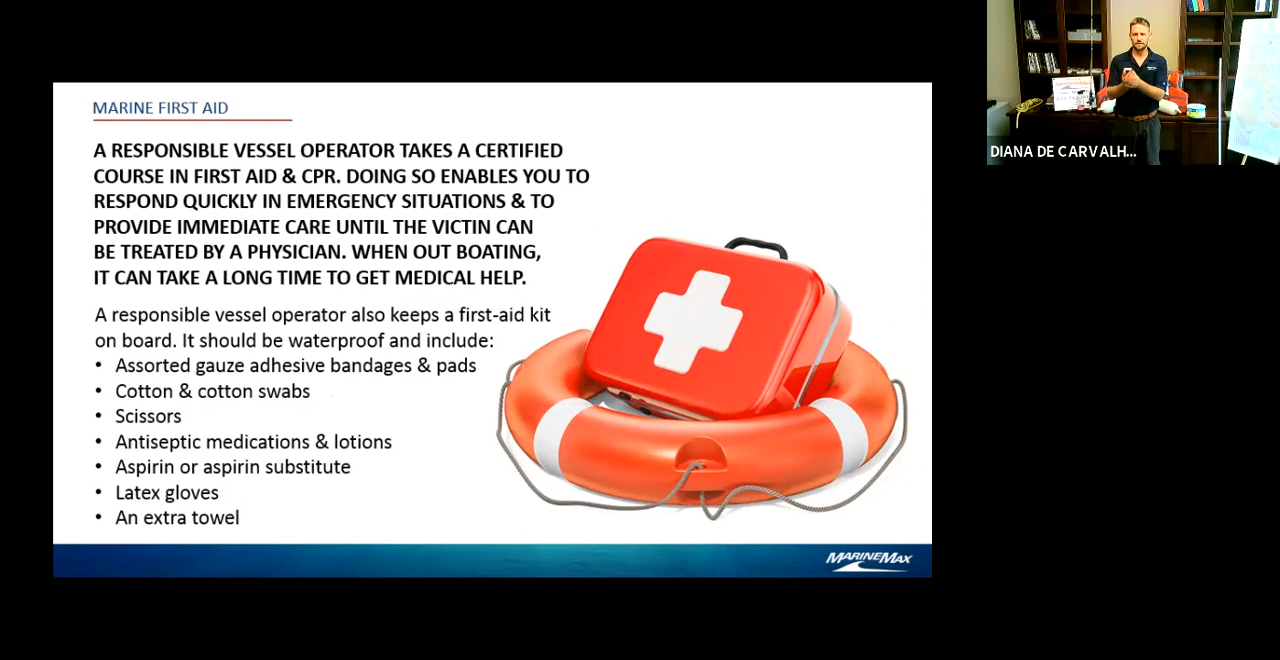 MARINE FIRST AID
A RESPONSIBLE VESSEL OPERATOR TAKES A CERTIFIED
COURSE IN FIRST AID & CPR. DOING SO ENABLES YOU TO
RESPOND QUICKLY IN EMERGENCY SITUATIONS & TO
PROVIDE IMMEDIATE CARE UNTIL THE VICTIN CAN
BE TREATED BY A PHYSICIAN. WHEN OUT BOATING,
IT CAN TAKE A LONG TIME TO GET MEDICAL HELP.
A responsible vessel operator also keeps a first-aid kit
on board. It should be waterproof and include:
• Assorted gauze adhesive bandages & pads
• Cotton & cotton swabs
• Scissors
• Antiseptic medications & lotions
• Aspirin or aspirin substitute
• Latex gloves
• An extra towel
MARINEMAX
DIANA DE CARVALH...